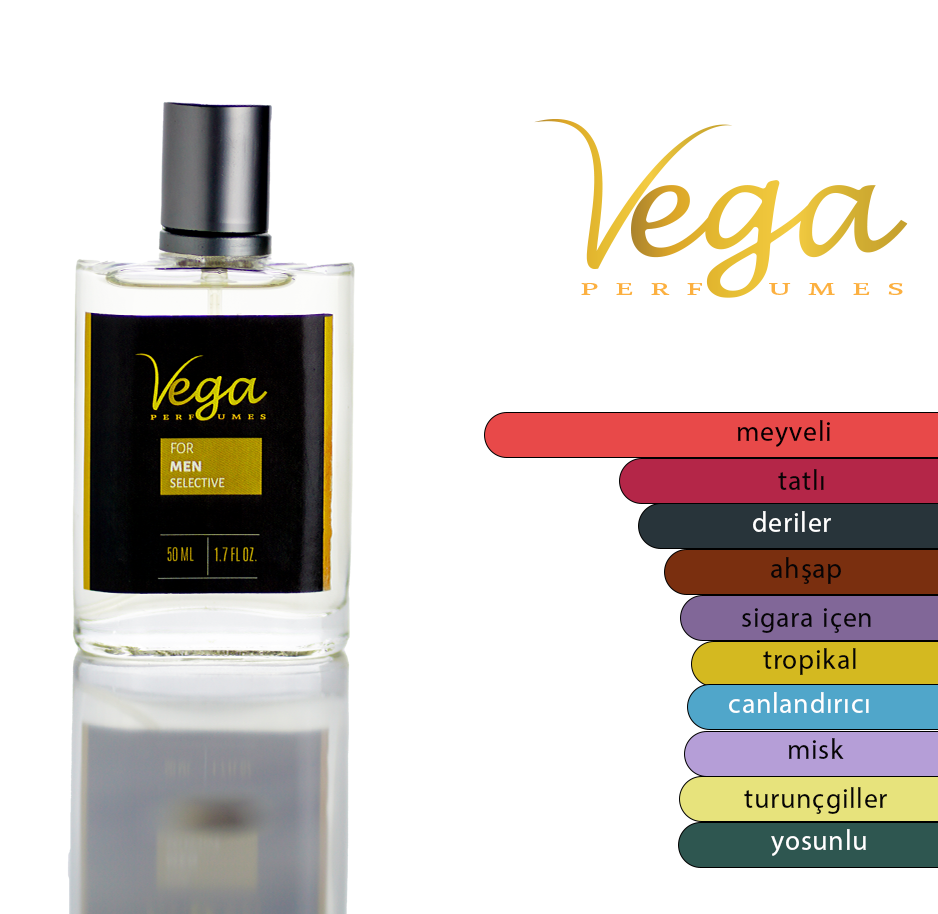 Vega
PERFUMES
FOR
MEN
SELECTIVE
50 ML
1.7 FL OZ.
Vega
PERFUMES
meyveli
tatlı
deriler
ahşap
sigara içen
tropikal
canlandırıcı
misk
turunçgiller
yosunlu